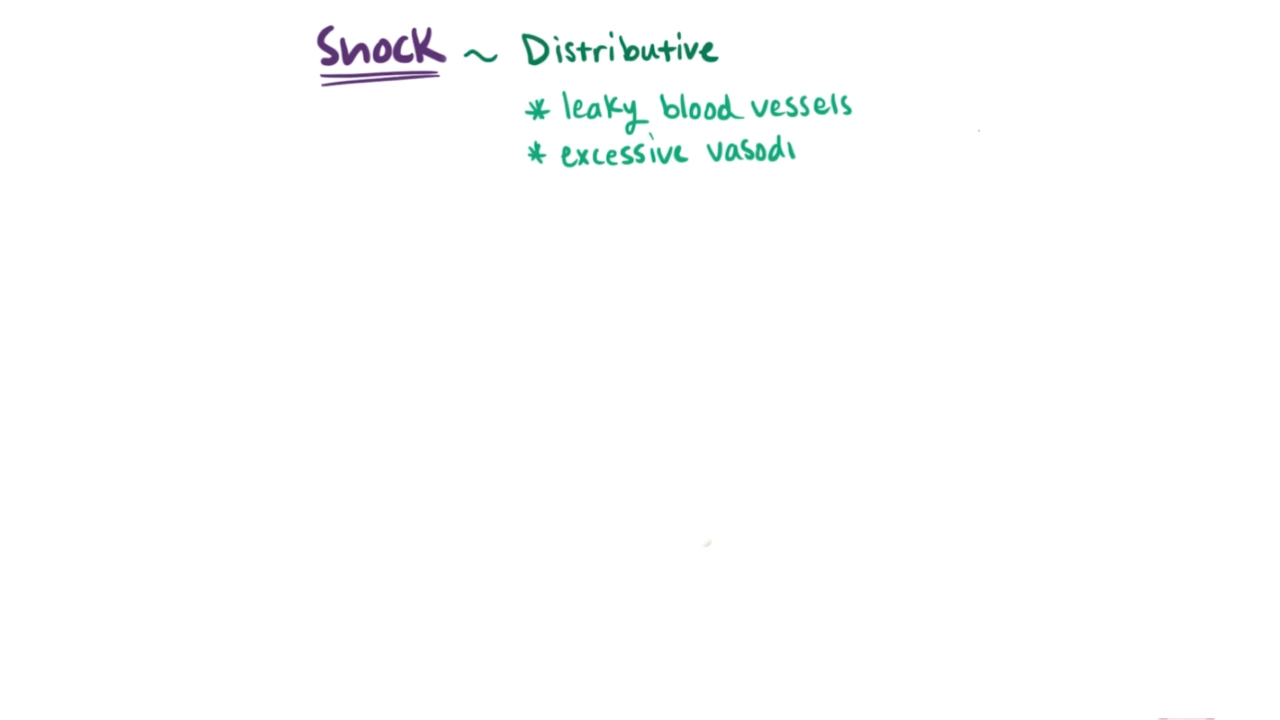 Shock ~ Distributive
* leaky blood vessels
* excessive vasodi